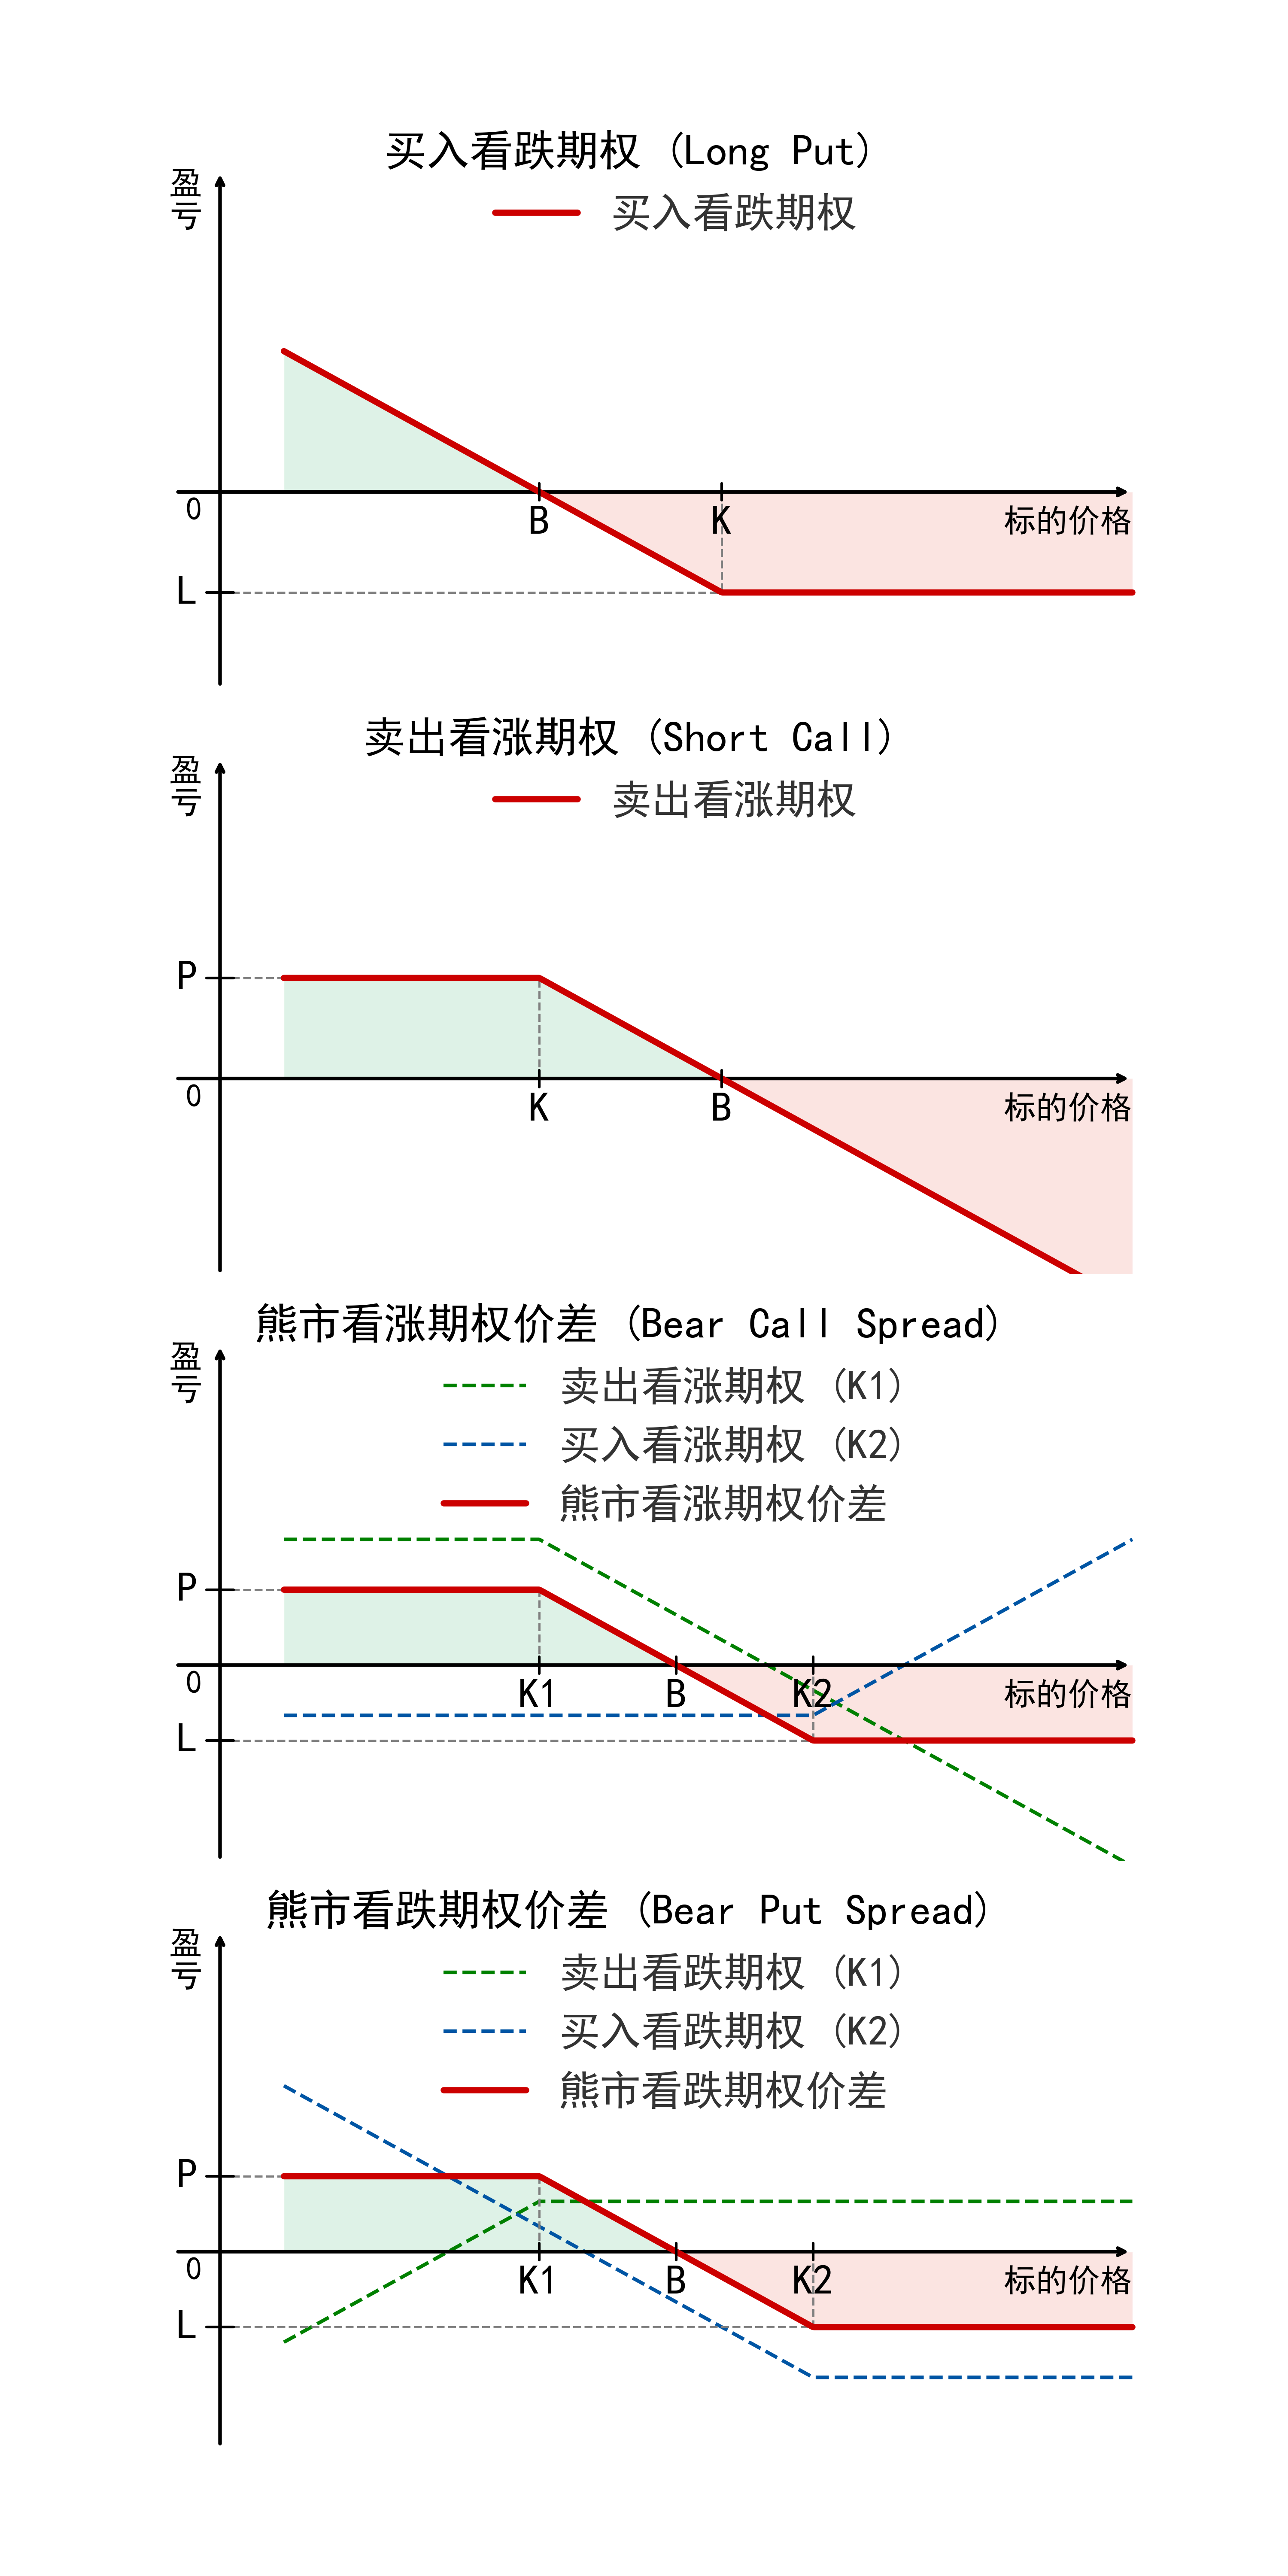 买入看跌期权 (Long Put)
盈亏
买入看跌期权
0
B
K
标的价格
L
卖出看涨期权 (Short Call)
盈亏
卖出看涨期权
P
0
K
B
标的价格
熊市看涨期权价差 (Bear Call Spread)
盈亏
卖出看涨期权 (K1)
买入看涨期权 (K2)
熊市看涨期权价差
P
0
K1
B
K2
标的价格
L
熊市看跌期权价差 (Bear Put Spread)
盈亏
卖出看跌期权 (K1)
买入看跌期权 (K2)
熊市看跌期权价差
P
0
K1
B
K2
标的价格
L